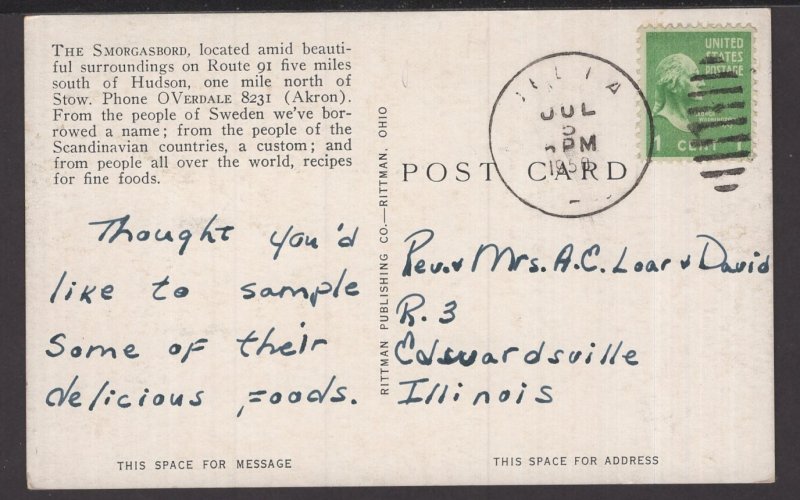 THE SMORGASBORD, located amid beauti-
ful surroundings on Route 91 five miles
south of Hudson, one mile north of
Stow. Phone OVERDALE 8231 (Akron).
From the people of Sweden we've bor-
rowed a name; from the people of the
Scandinavian countries, a custom; and
from people all over the world, recipes
for fine foods.
Thought you'd
like to sample
some of their
delicious foods.
THIS SPACE FOR MESSAGE
RITTMAN PUBLISHING CO.—RITTMAN, OHIO
JUL
5
PM
1950
UNITED
STATES
POSTAGE
1 CENT 1
POST CARD
Rev. & Mrs. A.C. Loar & David
R. 3
Edswardsville
Illinois
THIS SPACE FOR ADDRESS